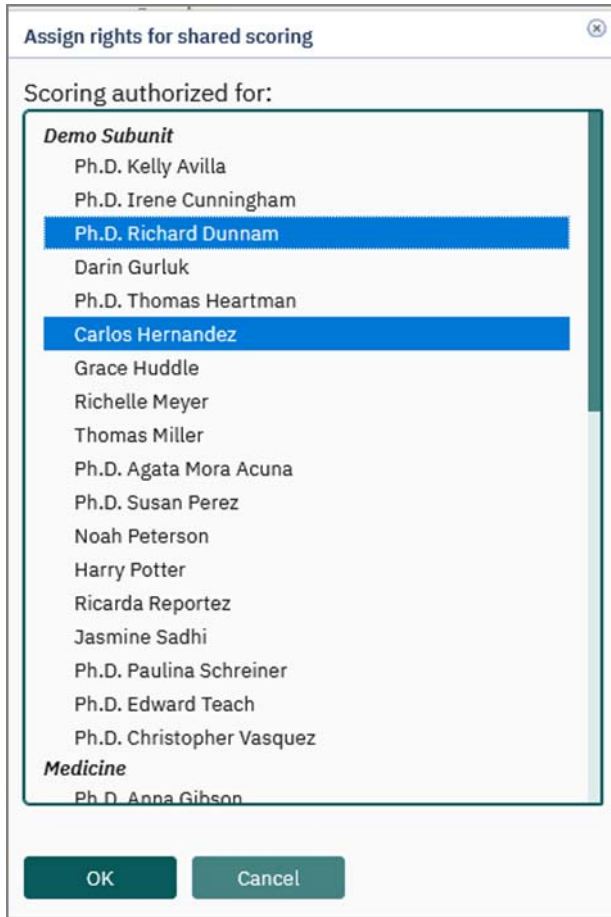 Assign rights for shared scoring
Scoring authorized for:
Demo Subunit
Ph.D. Kelly Avilla
Ph.D. Irene Cunningham
Ph.D. Richard Dunnam
Darin Gurluk
Ph.D. Thomas Heartman
Carlos Hernandez
Grace Huddle
Richelle Meyer
Thomas Miller
Ph.D. Agata Mora Acuna
Ph.D. Susan Perez
Noah Peterson
Harry Potter
Ricarda Reportez
Jasmine Sadhi
Ph.D. Paulina Schreiner
Ph.D. Edward Teach
Ph.D. Christopher Vasquez
Medicine
Ph.D. Anna Gibson
OK Cancel